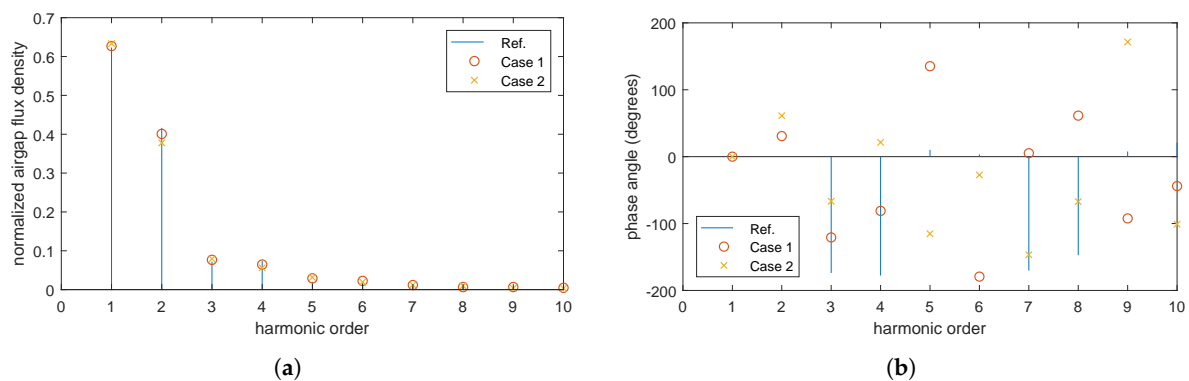 0.7
0.6
0.5
0.4
0.3
0.2
0.1
0
normalized airgap flux density
Ref.
Case 1
Case 2
0 1 2 3 4 5 6 7 8 9 10
harmonic order
(a)
200
100
0
-100
-200
phase angle (degrees)
Ref.
Case 1
Case 2
0 1 2 3 4 5 6 7 8 9 10
harmonic order
(b)